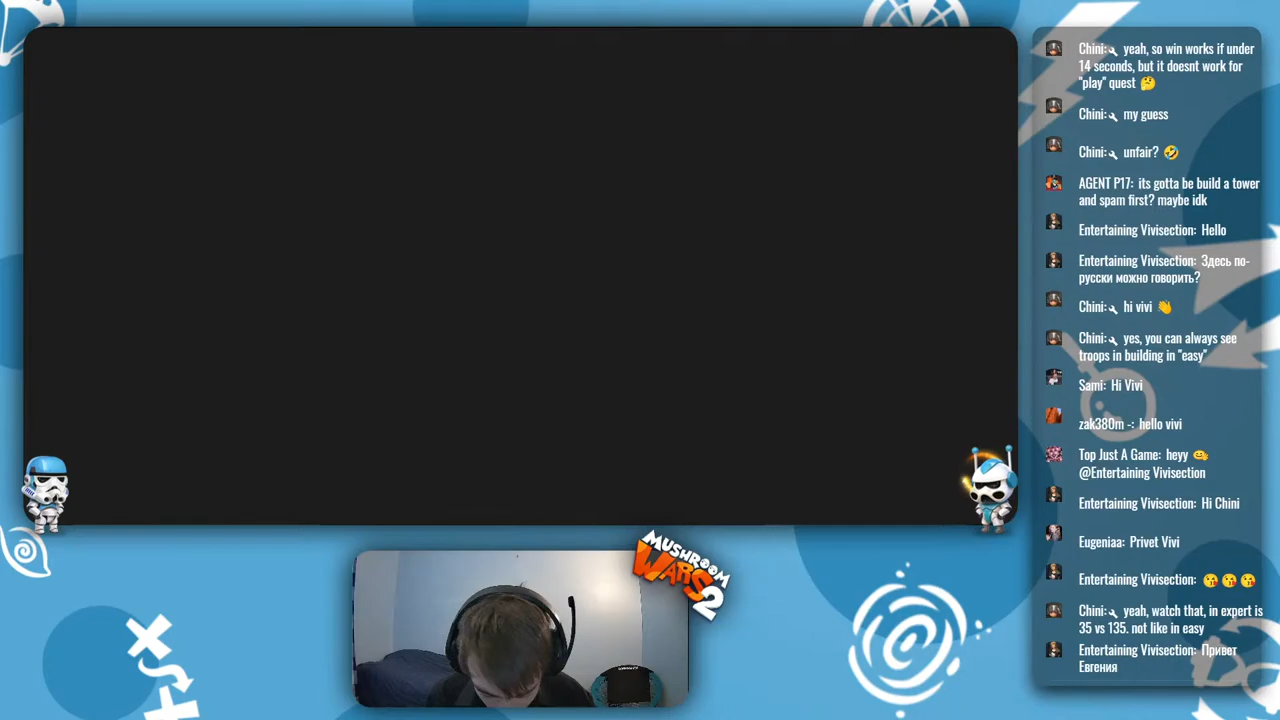 Chini: yeah, so win works if under
14 seconds, but it doesnt work for
"play" quest 🤔
Chini: my guess
Chini: unfair? 🤣
AGENT P17: its gotta be build a tower
and spam first? maybe idk
Entertaining Vivisection: Hello
Entertaining Vivisection: Здесь по-
русски можно говорить?
Chini: hi vivi 👋
Chini: yes, you can always see
troops in building in "easy"
Sami: Hi Vivi
zak380m -: hello vivi
Top Just A Game: heyy 🫡
@Entertaining Vivisection
Entertaining Vivisection: Hi Chini
Eugeniaa: Privet Vivi
Entertaining Vivisection: 😘😘😘
Chini: yeah, watch that, in expert is
35 vs 135. not like in easy
Entertaining Vivisection: Привет
Евгения
MUSHROOM
WARS
2